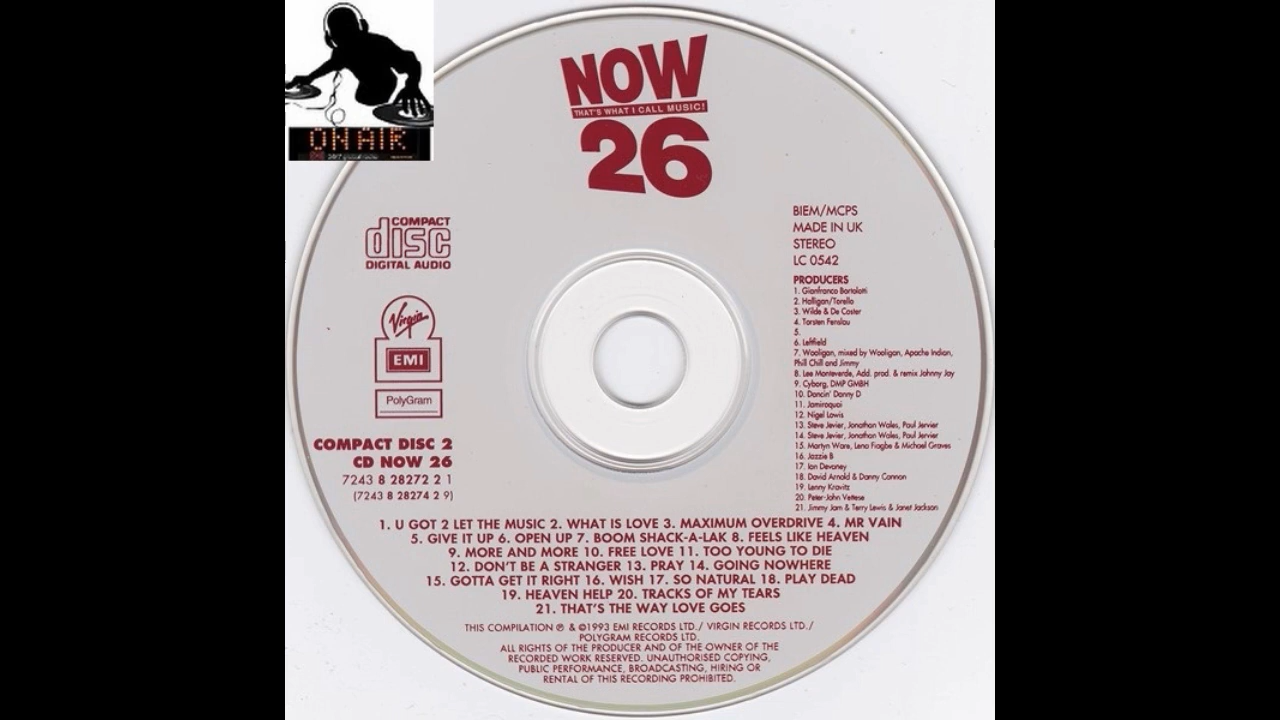 ON AIR
NOW
THAT'S WHAT I CALL MUSIC!
26
COMPACT
disc
DIGITAL AUDIO
Virgin
EMI
PolyGram
COMPACT DISC 2
CD NOW 26
7243 8 28272 2 1
(7243 8 28274 2 9)
BIEM/MCPS
MADE IN UK
STEREO
LC 0542
PRODUCERS
1. Gianfranco Bortolotti
2. Halligan/Torello
3. Wilde & De Coster
4. Torsten Fenslau
5.
6. Leftfield
7. Wooligan, mixed by Wooligan, Apache Indian,
Phill Chill and Jimmy
8. Lee Monteverde, Add. prod. & remix Johnny Jay
9. Cyborg, DMP GMBH
10. Dancin' Danny D
11. Jamiroquai
12. Nigel Lowis
13. Steve Jevier, Jonathan Wales, Paul Jervier
14. Steve Jevier, Jonathan Wales, Paul Jervier
15. Martyn Ware, Lena Fiagbe & Michael Graves
16. Jazzie B
17. Ian Devaney
18. David Arnold & Danny Cannon
19. Lenny Kravitz
20. Peter-John Vettese
21. Jimmy Jam & Terry Lewis & Janet Jackson
1. U GOT 2 LET THE MUSIC 2. WHAT IS LOVE 3. MAXIMUM OVERDRIVE 4. MR VAIN
5. GIVE IT UP 6. OPEN UP 7. BOOM SHACK-A-LAK 8. FEELS LIKE HEAVEN
9. MORE AND MORE 10. FREE LOVE 11. TOO YOUNG TO DIE
12. DON'T BE A STRANGER 13. PRAY 14. GOING NOWHERE
15. GOTTA GET IT RIGHT 16. WISH 17. SO NATURAL 18. PLAY DEAD
19. HEAVEN HELP 20. TRACKS OF MY TEARS
21. THAT'S THE WAY LOVE GOES
THIS COMPILATION ℗ & ©1993 EMI RECORDS LTD./ VIRGIN RECORDS LTD./
POLYGRAM RECORDS LTD.
ALL RIGHTS OF THE PRODUCER AND OF THE OWNER OF THE
RECORDED WORK RESERVED. UNAUTHORISED COPYING,
PUBLIC PERFORMANCE, BROADCASTING, HIRING OR
RENTAL OF THIS RECORDING PROHIBITED.